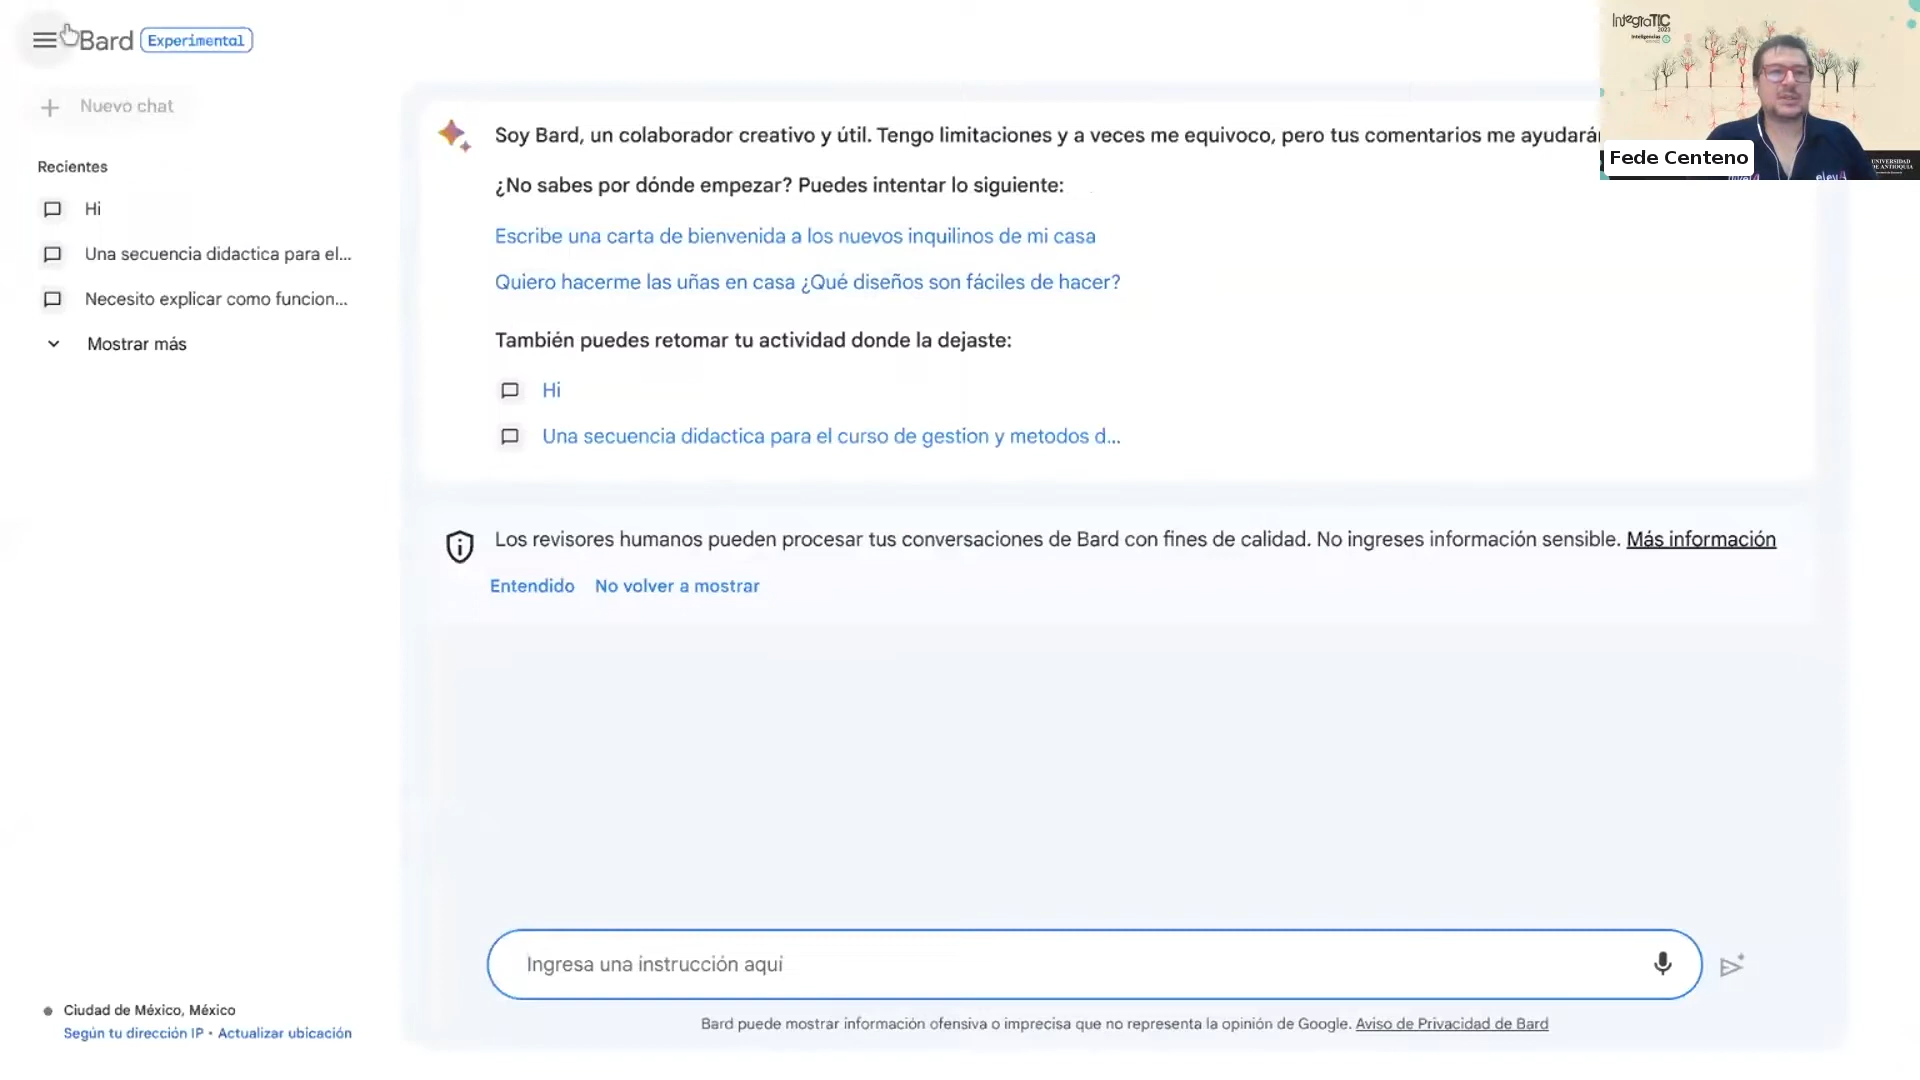 Bard Experimental
Nuevo chat
Recientes
Hi
Una secuencia didactica para el...
Necesito explicar como funcion...
Mostrar más
Soy Bard, un colaborador creativo y útil. Tengo limitaciones y a veces me equivoco, pero tus comentarios me ayudarán
¿No sabes por dónde empezar? Puedes intentar lo siguiente:
Escribe una carta de bienvenida a los nuevos inquilinos de mi casa
Quiero hacerme las uñas en casa ¿Qué diseños son fáciles de hacer?
También puedes retomar tu actividad donde la dejaste:
Hi
Una secuencia didactica para el curso de gestion y metodos d...
Los revisores humanos pueden procesar tus conversaciones de Bard con fines de calidad. No ingreses información sensible. Más información
Entendido No volver a mostrar
Ingresa una instrucción aquí
Bard puede mostrar información ofensiva o imprecisa que no representa la opinión de Google. Aviso de Privacidad de Bard
Ciudad de México, México
Según tu dirección IP • Actualizar ubicación
IntegraTIC
2023
Inteligencias
Fede Centeno
UNIVERSIDAD
DE ANTIOQUIA